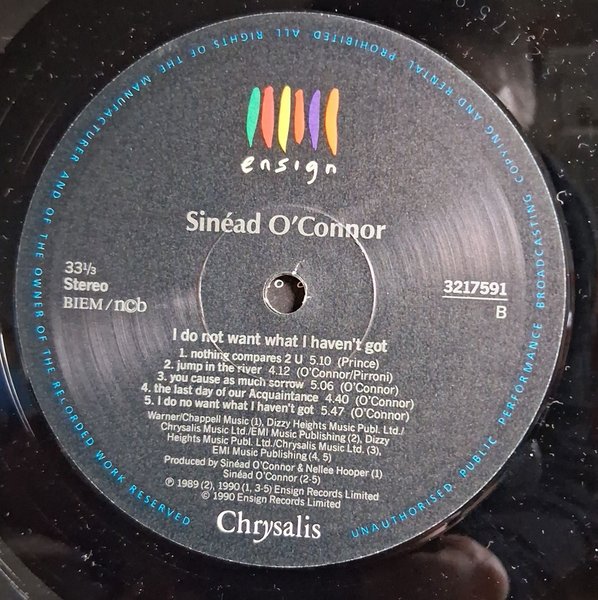 ALL RIGHTS OF THE MANUFACTURER AND OF THE OWNER OF THE RECORDED WORK RESERVED
UNAUTHORISED PUBLIC PERFORMANCE BROADCASTING COPYING AND RENTAL PROHIBITED
ensign
Sinéad O'Connor
33⅓
Stereo
BIEM/ncb
3217591
B
I do not want what I haven't got
1. nothing compares 2 U 5.10 (Prince)
2. jump in the river 4.12 (O'Connor/Pirroni)
3. you cause as much sorrow 5.06 (O'Connor)
4. the last day of our Acquaintance 4.40 (O'Connor)
5. I do no want what I haven't got 5.47 (O'Connor)
Warner/Chappell Music (1), Dizzy Heights Music Publ. Ltd./
Chrysalis Music Ltd./EMI Music Publishing (2), Dizzy
Heights Music Publ. Ltd./Chrysalis Music Ltd. (3),
EMI Music Publishing (4, 5)
Produced by Sinéad O'Connor & Nellee Hooper (1)
Sinéad O'Connor (2-5)
℗ 1989 (2), 1990 (1, 3-5) Ensign Records Limited
© 1990 Ensign Records Limited
Chrysalis